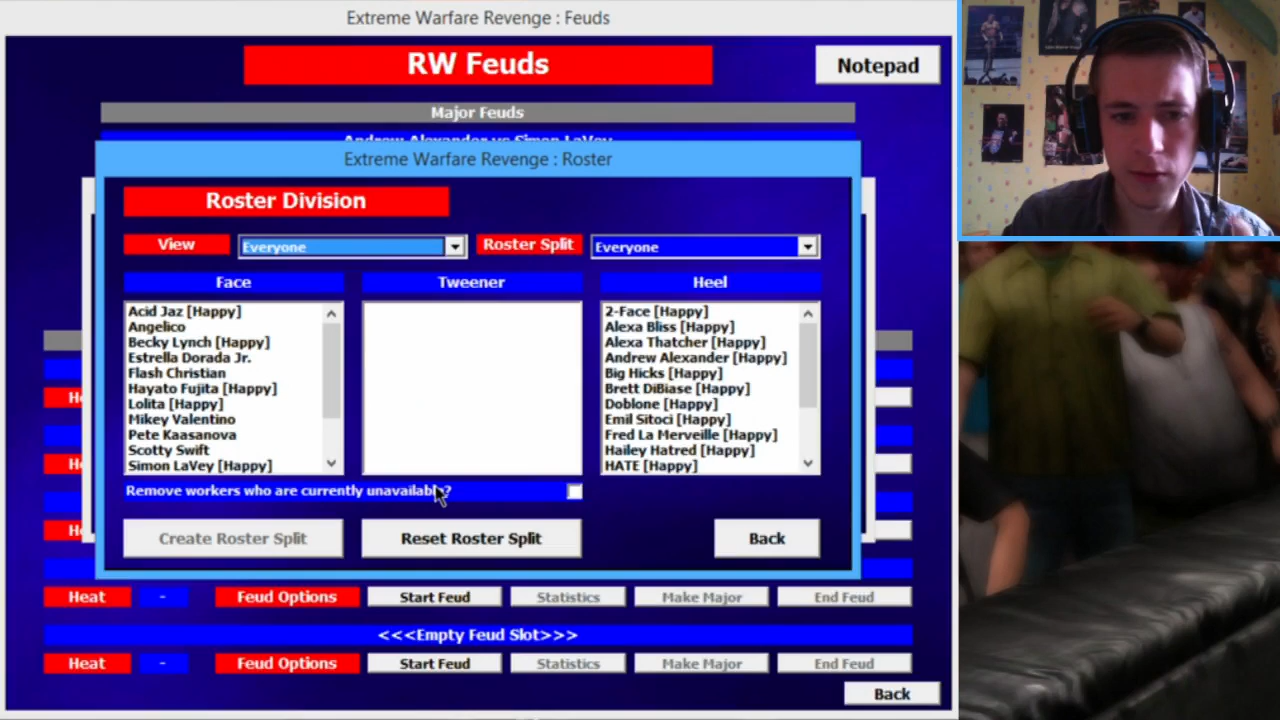 Extreme Warfare Revenge : Feuds
RW Feuds
Notepad
Major Feuds
Andrew Alexander vs Simon LaVey
Extreme Warfare Revenge : Roster
Roster Division
View
Everyone
Roster Split
Everyone
Face
Tweener
Heel
Acid Jaz [Happy]
Angelico
Becky Lynch [Happy]
Estrella Dorada Jr.
Flash Christian
Hayato Fujita [Happy]
Lolita [Happy]
Mikey Valentino
Pete Kaasanova
Scotty Swift
Simon LaVey [Happy]
2-Face [Happy]
Alexa Bliss [Happy]
Alexa Thatcher [Happy]
Andrew Alexander [Happy]
Big Hicks [Happy]
Brett DiBiase [Happy]
Doblone [Happy]
Emil Sitoci [Happy]
Fred La Merveille [Happy]
Hailey Hatred [Happy]
HATE [Happy]
Remove workers who are currently unavailable?
Create Roster Split
Reset Roster Split
Back
Heat - Feud Options Start Feud Statistics Make Major End Feud
<<<Empty Feud Slot>>>
Heat - Feud Options Start Feud Statistics Make Major End Feud
Back